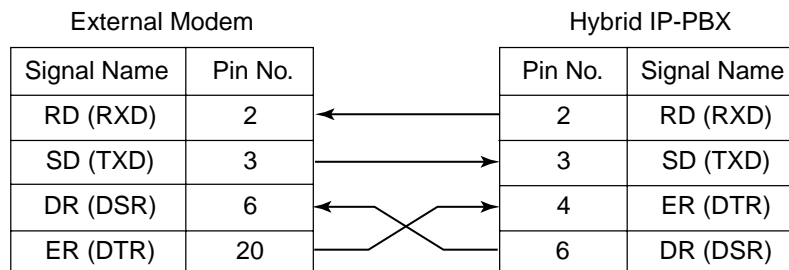 External Modem Hybrid IP-PBX
Signal Name Pin No. Pin No. Signal Name
RD (RXD) 2 2 RD (RXD)
SD (TXD) 3 3 SD (TXD)
DR (DSR) 6 4 ER (DTR)
ER (DTR) 20 6 DR (DSR)